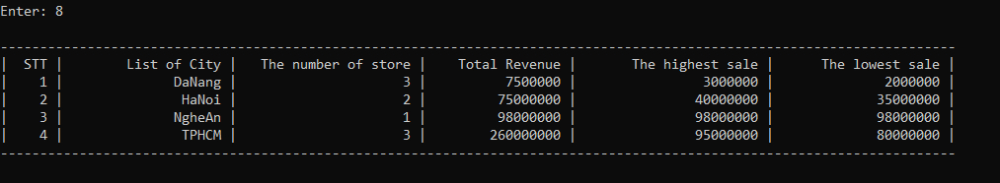 Enter: 8
| STT | List of City | The number of store | Total Revenue | The highest sale | The lowest sale |
| 1 | DaNang | 3 | 7500000 | 3000000 | 2000000 |
| 2 | HaNoi | 2 | 75000000 | 40000000 | 35000000 |
| 3 | NgheAn | 1 | 98000000 | 98000000 | 98000000 |
| 4 | TPHCM | 3 | 260000000 | 95000000 | 80000000 |